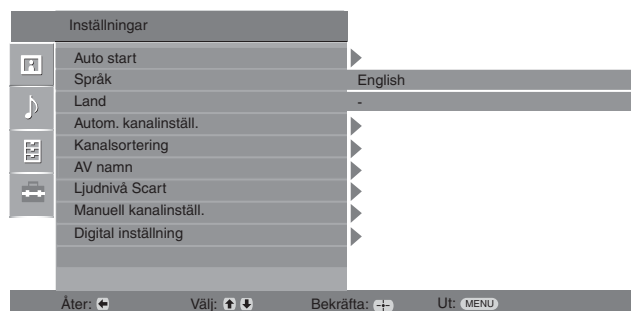 Inställningar
Auto start
Språk English
Land -
Autom. kanalinställ.
Kanalsortering
AV namn
Ljudnivå Scart
Manuell kanalinställ.
Digital inställning
Åter: Välj: Bekräfta: Ut: MENU